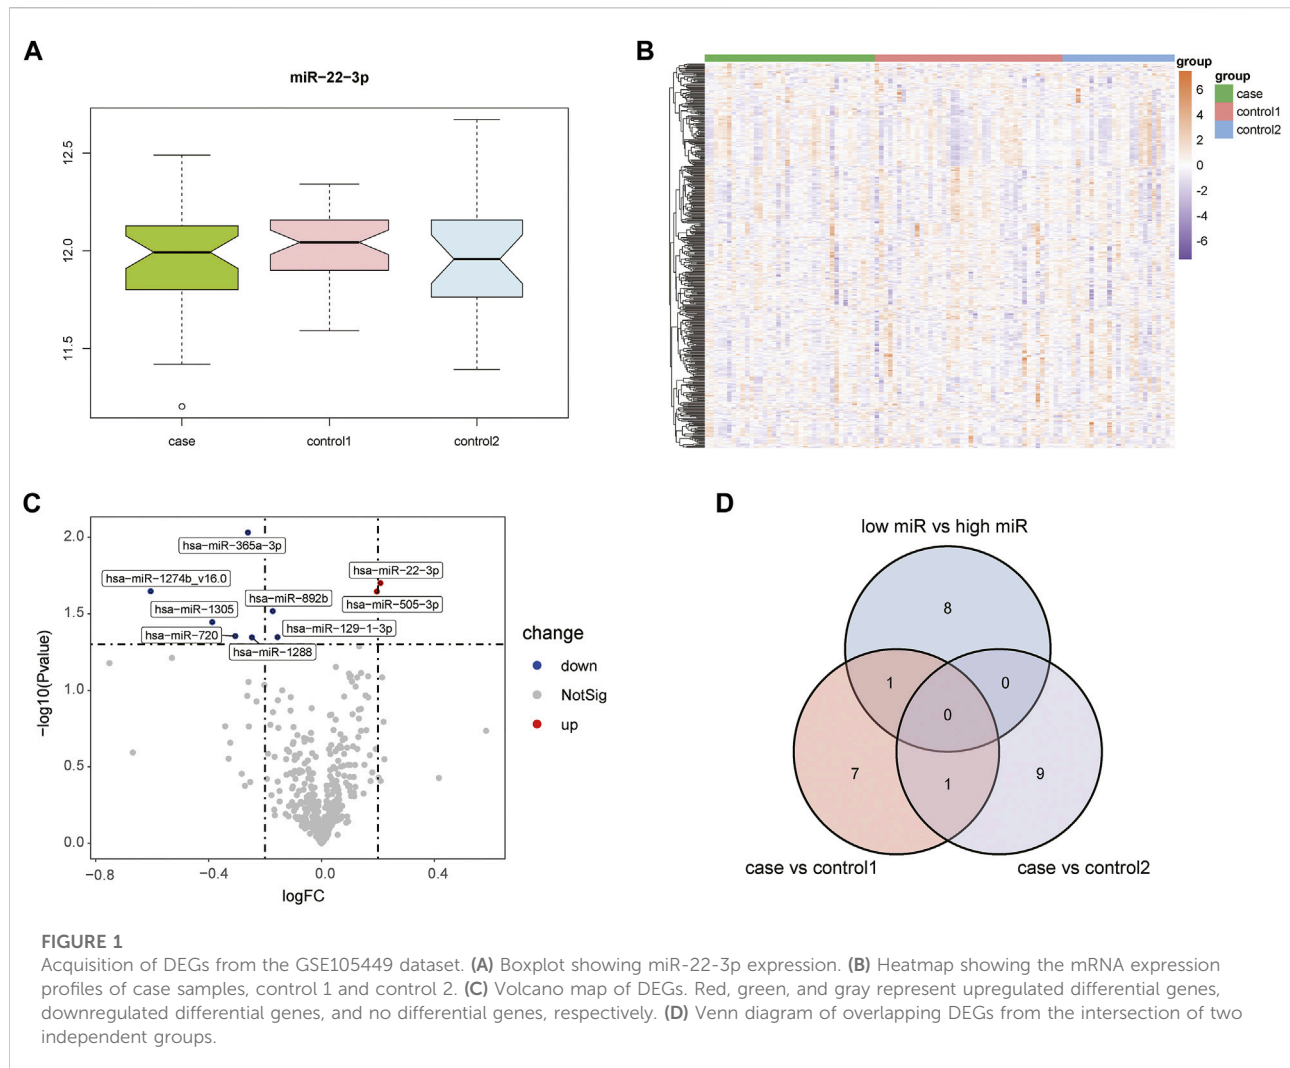 A
miR−22−3p
12.5
12.0
11.5
case
control1
control2
B
group
6
4
2
0
-2
-4
-6
group
case
control1
control2
C
2.0
1.5
1.0
0.5
0.0
−log10(Pvalue)
hsa−miR−365a−3p
hsa−miR−22−3p
hsa−miR−1274b_v16.0
hsa−miR−892b
hsa−miR−505−3p
hsa−miR−1305
hsa−miR−129−1−3p
hsa−miR−720
hsa−miR−1288
−0.8
−0.4
0.0
0.4
logFC
change
down
NotSig
up
D
low miR vs high miR
8
1
0
0
7
1
9
case vs control1
case vs control2
FIGURE 1
Acquisition of DEGs from the GSE105449 dataset. (A) Boxplot showing miR-22-3p expression. (B) Heatmap showing the mRNA expression
profiles of case samples, control 1 and control 2. (C) Volcano map of DEGs. Red, green, and gray represent upregulated differential genes,
downregulated differential genes, and no differential genes, respectively. (D) Venn diagram of overlapping DEGs from the intersection of two
independent groups.